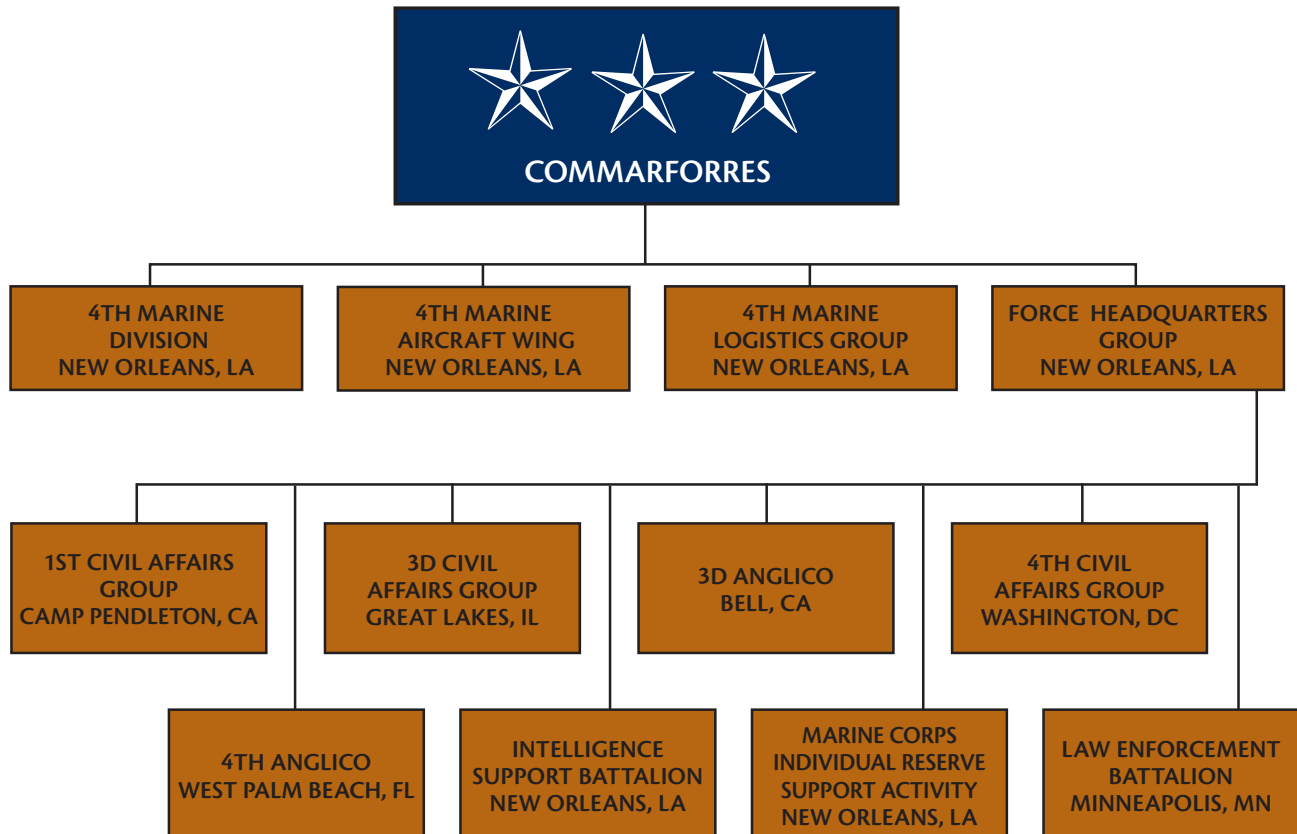 COMMARFORRES
4TH MARINE
DIVISION
NEW ORLEANS, LA
4TH MARINE
AIRCRAFT WING
NEW ORLEANS, LA
4TH MARINE
LOGISTICS GROUP
NEW ORLEANS, LA
FORCE HEADQUARTERS
GROUP
NEW ORLEANS, LA
1ST CIVIL AFFAIRS
GROUP
CAMP PENDLETON, CA
3D CIVIL
AFFAIRS GROUP
GREAT LAKES, IL
3D ANGLICO
BELL, CA
4TH CIVIL
AFFAIRS GROUP
WASHINGTON, DC
4TH ANGLICO
WEST PALM BEACH, FL
INTELLIGENCE
SUPPORT BATTALION
NEW ORLEANS, LA
MARINE CORPS
INDIVIDUAL RESERVE
SUPPORT ACTIVITY
NEW ORLEANS, LA
LAW ENFORCEMENT
BATTALION
MINNEAPOLIS, MN